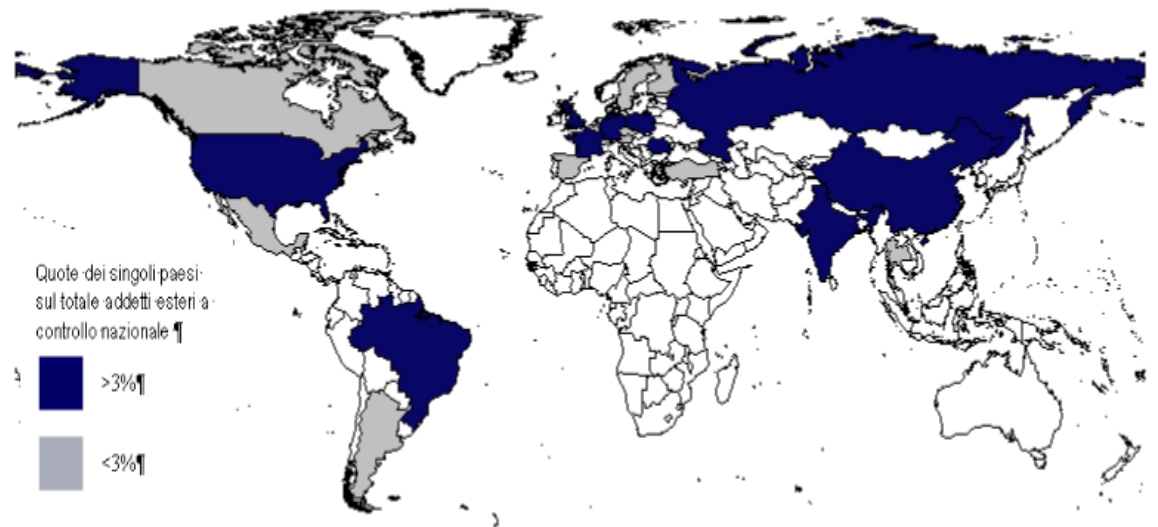 Quote·dei·singoli·paesi·
sul·totale·addetti·esteri·a·
controllo·nazionale·¶
>3%¶
<3%¶